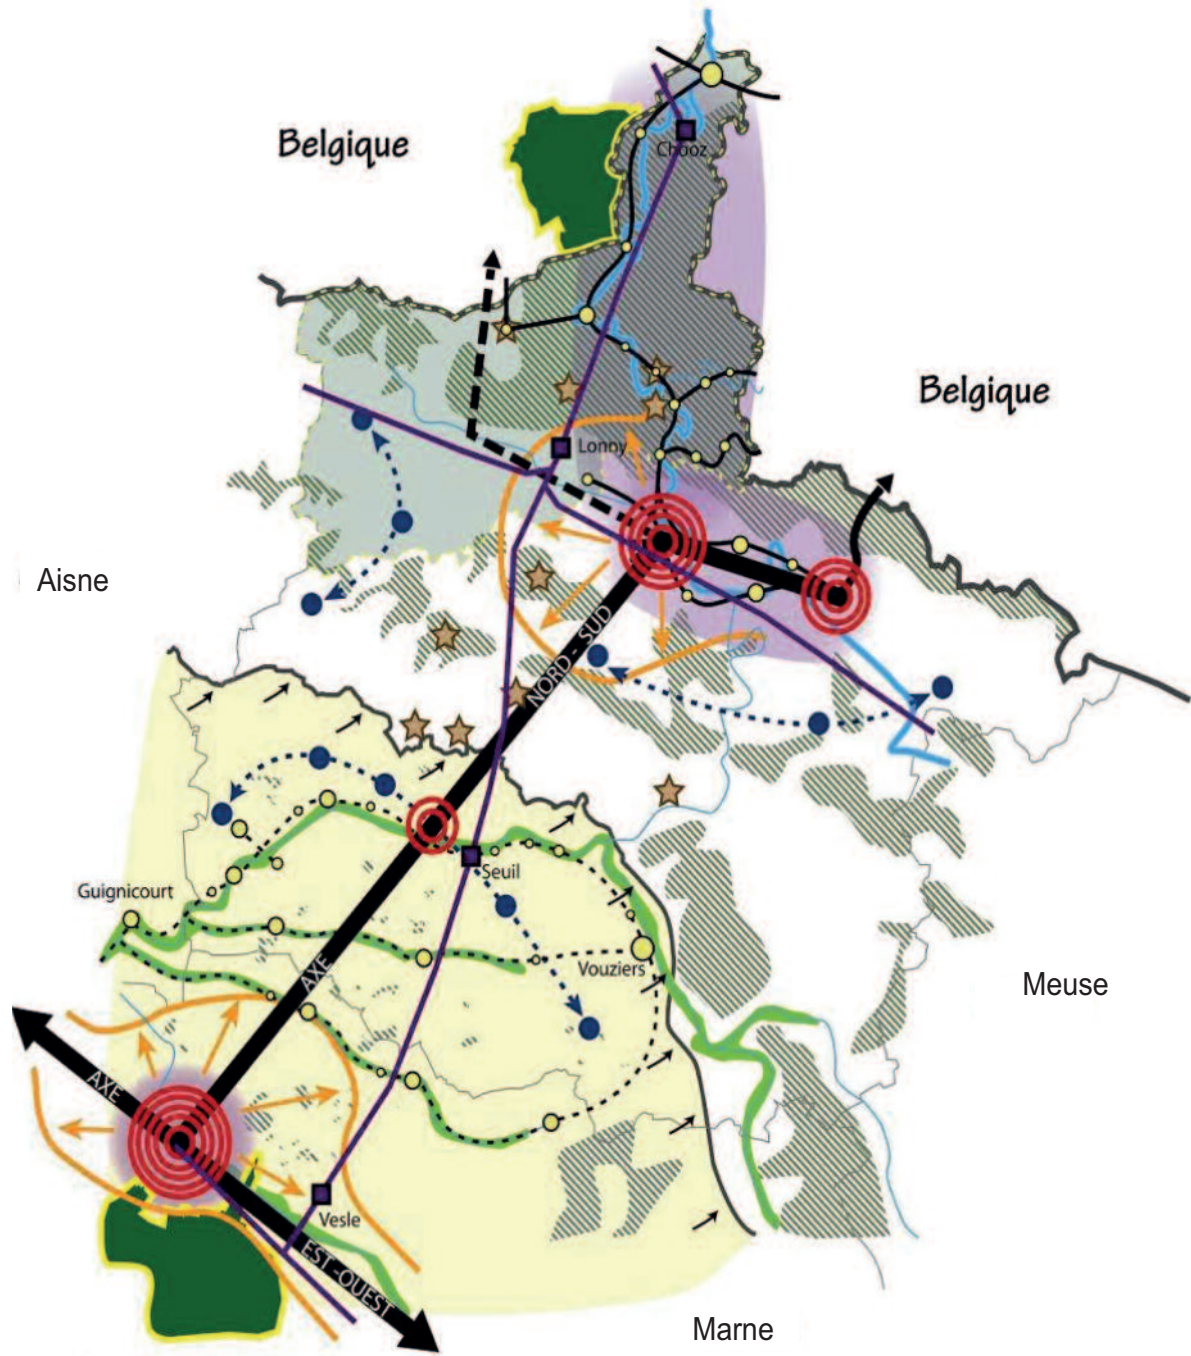 Belgique
Chooz
Belgique
Lonny
Aisne
NORD - SUD
Seuil
Guignicourt
Vouziers
AXE
Meuse
AXE
Vesle
EST -OUEST
Marne